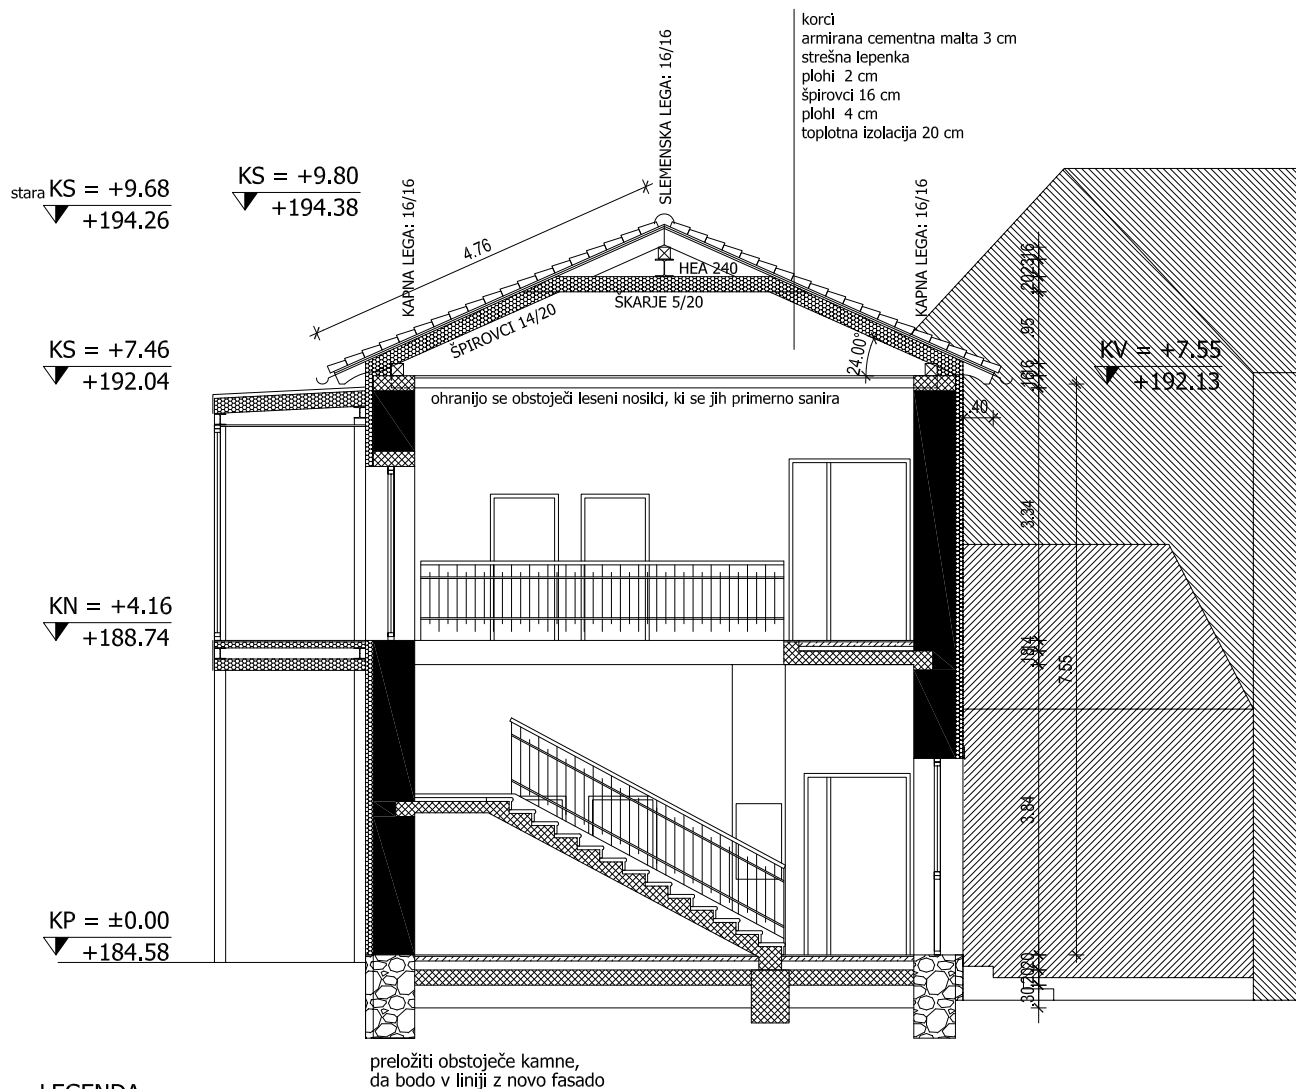 korci
armirana cementna malta 3 cm
strešna lepenka
plohi 2 cm
špirovci 16 cm
plohi 4 cm
toplotna izolacija 20 cm
SLEMENSKA LEGA: 16/16
stara KS = +9.68
+194.26
KS = +9.80
+194.38
KAPNA LEGA: 16/16
KAPNA LEGA: 16/16
4.76
HEA 240
ŠKARJE 5/20
ŠPIROVCI 14/20
24.00
KS = +7.46
+192.04
KV = +7.55
+192.13
.95
.40
ohranijo se obstoječi leseni nosilci, ki se jih primerno sanira
3.34
KN = +4.16
+188.74
7.55
3.84
KP = ±0.00
+184.58
.30
20
20
preložiti obstoječe kamne,
da bodo v liniji z novo fasado
LEGENDA